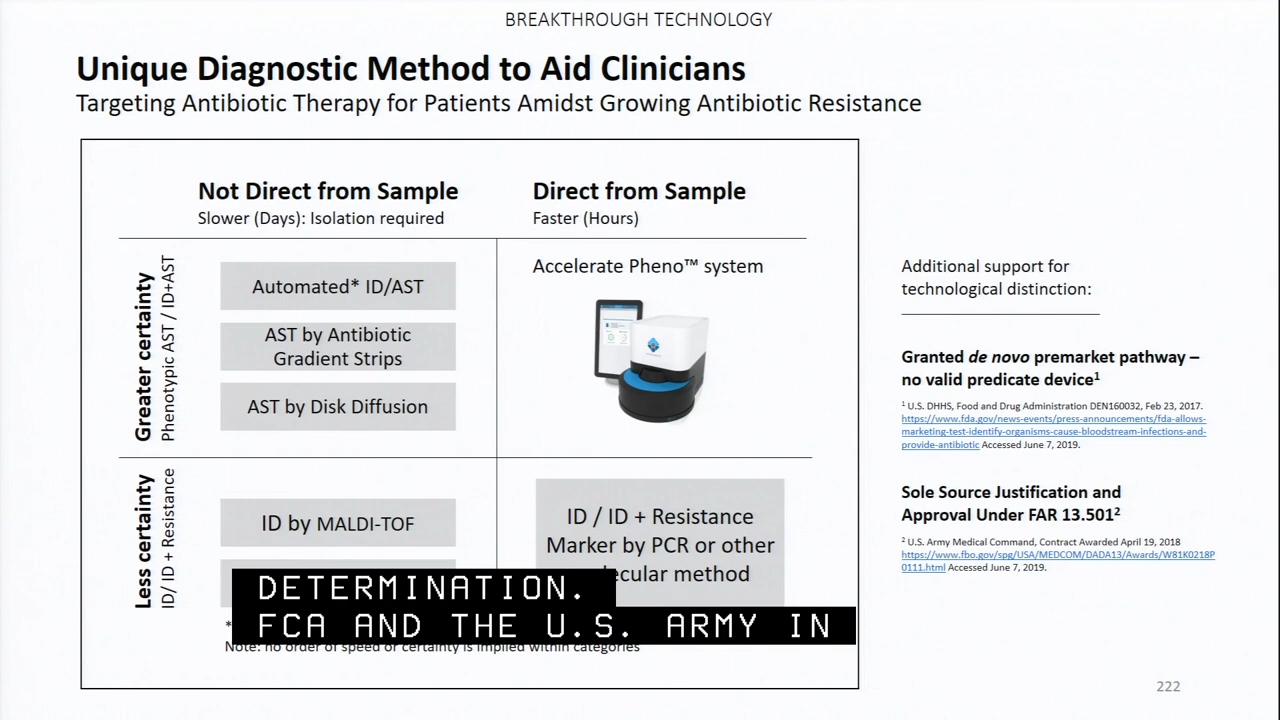 BREAKTHROUGH TECHNOLOGY
Unique Diagnostic Method to Aid Clinicians
Targeting Antibiotic Therapy for Patients Amidst Growing Antibiotic Resistance
Not Direct from Sample
Slower (Days): Isolation required
Direct from Sample
Faster (Hours)
Greater certainty
Phenotypic AST / ID+AST
Automated* ID/AST
AST by Antibiotic
Gradient Strips
AST by Disk Diffusion
Accelerate Pheno™ system
Less certainty
ID/ ID + Resistance
ID by MALDI-TOF
ID / ID + Resistance
Marker by PCR or other
method
*
Note: no order of speed or certainty is implied within categories
DETERMINATION.
FCA AND THE U.S. ARMY IN
Additional support for
technological distinction:
Granted de novo premarket pathway –
no valid predicate device1
1 U.S. DHHS, Food and Drug Administration DEN160032, Feb 23, 2017.
https://www.fda.gov/news-events/press-announcements/fda-allows-
marketing-test-identify-organisms-cause-bloodstream-infections-and-
provide-antibiotic Accessed June 7, 2019.
Sole Source Justification and
Approval Under FAR 13.5012
2 U.S. Army Medical Command, Contract Awarded April 19, 2018
https://www.fbo.gov/spg/USA/MEDCOM/DADA13/Awards/W81K0218P
0111.html Accessed June 7, 2019.
222